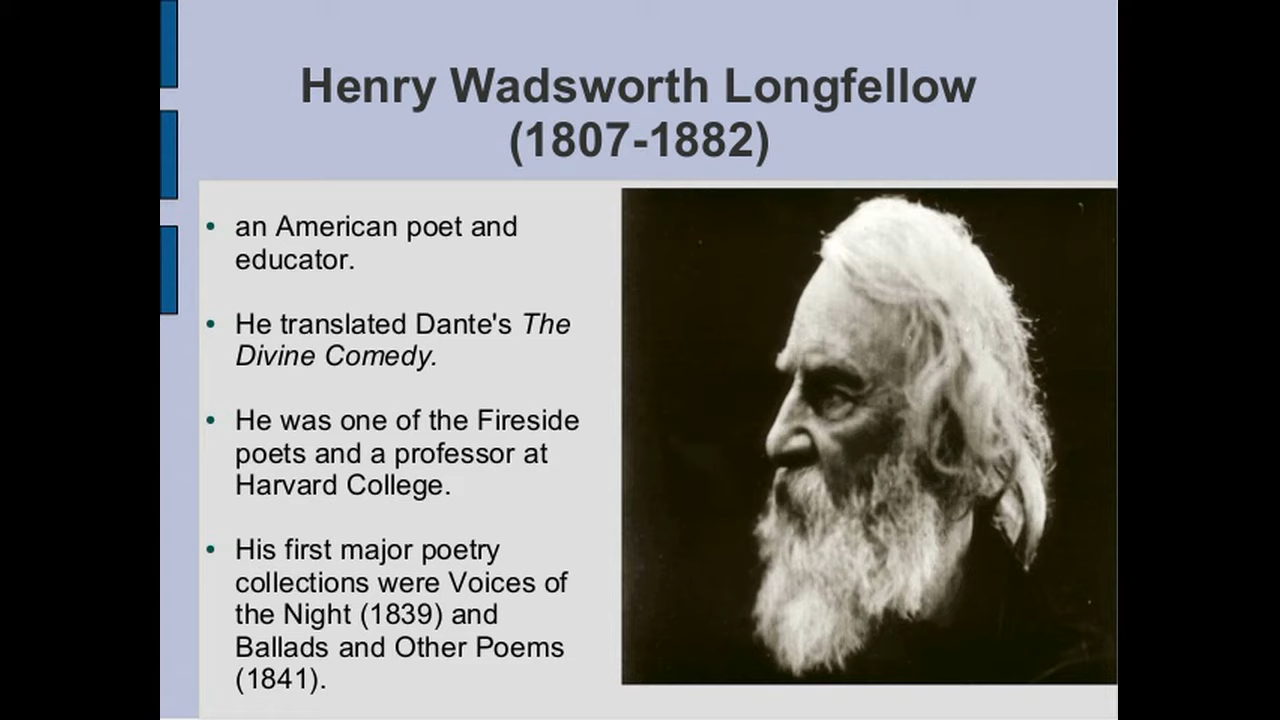 Henry Wadsworth Longfellow
(1807-1882)
• an American poet and
educator.
• He translated Dante's The
Divine Comedy.
• He was one of the Fireside
poets and a professor at
Harvard College.
• His first major poetry
collections were Voices of
the Night (1839) and
Ballads and Other Poems
(1841).